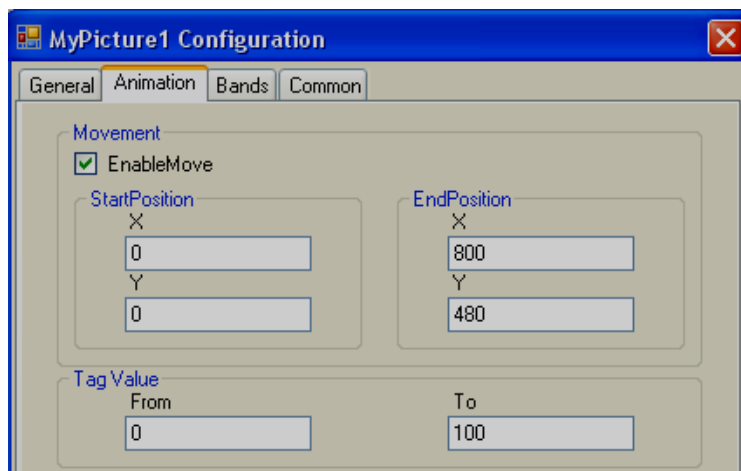 MyPicture1 Configuration
General Animation Bands Common
Movement
EnableMove
StartPosition EndPosition
X X
0 800
Y Y
0 480
Tag Value
From To
0 100